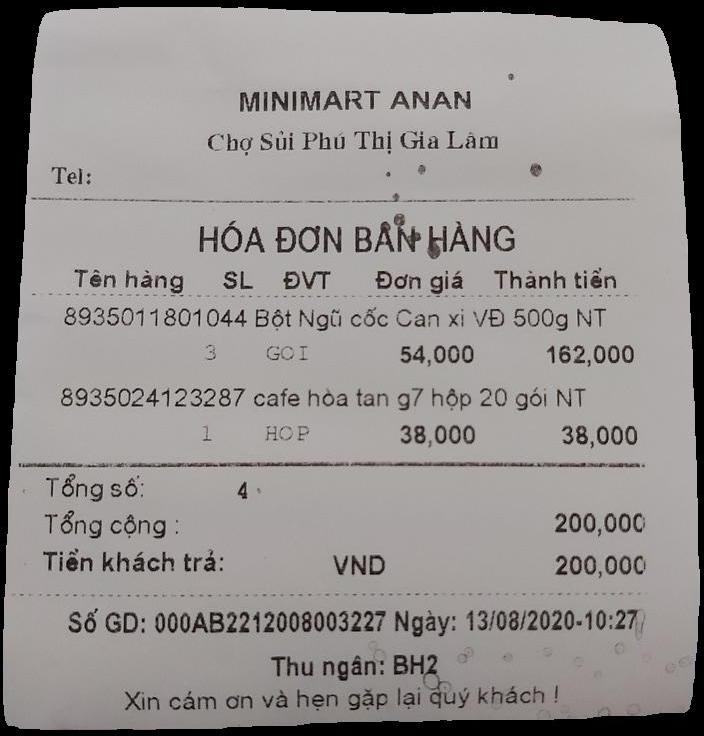 MINIMART ANAN
Chợ Sủi Phú Thị Gia Lâm
Tel:
HÓA ĐƠN BÁN HÀNG
Tên hàng SL ĐVT Đơn giá Thành tiền
8935011801044 Bột Ngũ cốc Can xi VĐ 500g NT
3 GOI 54,000 162,000
8935024123287 cafe hòa tan g7 hộp 20 gói NT
1 HOP 38,000 38,000
Tổng số: 4
Tổng cộng : 200,000
Tiền khách trả: VND 200,000
Số GD: 000AB2212008003227 Ngày: 13/08/2020-10:27
Thu ngân: BH2
Xin cám ơn và hẹn gặp lại quý khách !